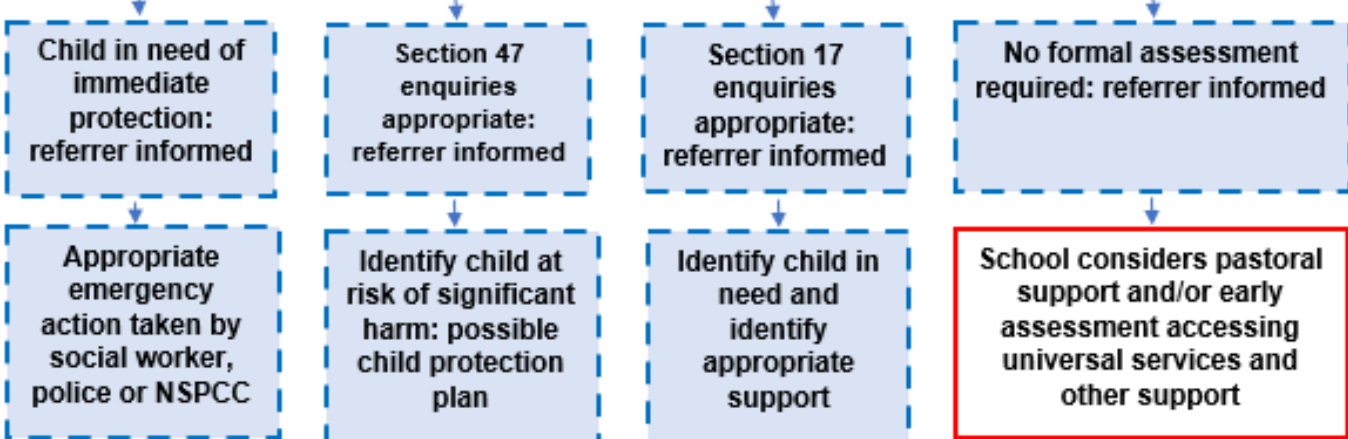 Child in need of
immediate
protection:
referrer informed
Section 47
enquiries
appropriate:
referrer informed
Section 17
enquiries
appropriate:
referrer informed
No formal assessment
required: referrer informed
Appropriate
emergency
action taken by
social worker,
police or NSPCC
Identify child at
risk of significant
harm: possible
child protection
plan
Identify child in
need and
identify
appropriate
support
School considers pastoral
support and/or early
assessment accessing
universal services and
other support